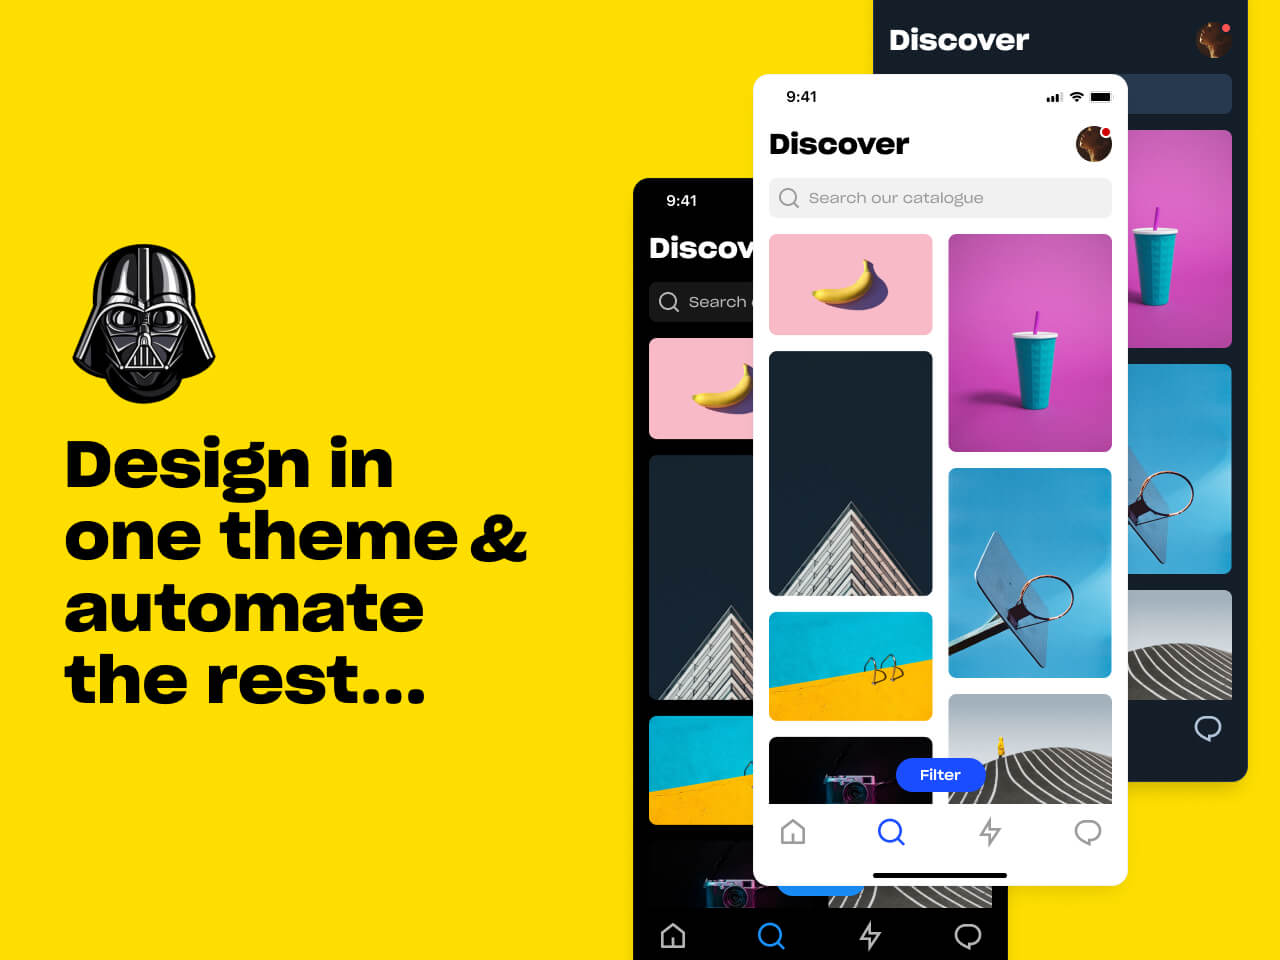 Design in
one theme &
automate
the rest...
9:41
Discover
Search our catalogue
Filter
9:41
Discov
Search
Discover